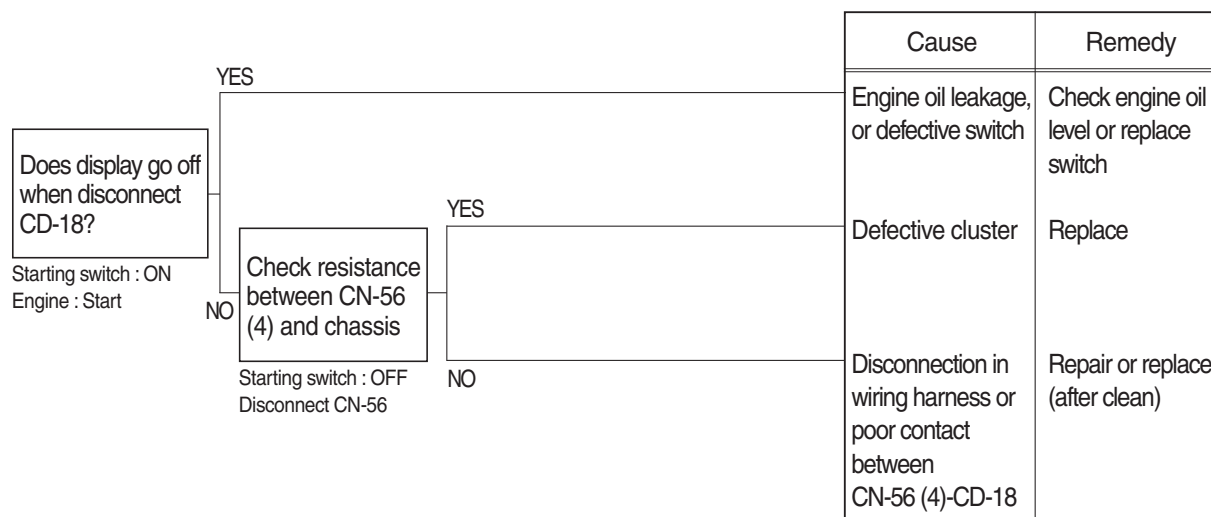 Cause
Remedy
YES
Engine oil leakage,
or defective switch
Check engine oil
level or replace
switch
Does display go off
when disconnect
CD-18?
Starting switch : ON
Engine : Start
NO
YES
Defective cluster
Replace
Check resistance
between CN-56
(4) and chassis
Starting switch : OFF
Disconnect CN-56
NO
Disconnection in
wiring harness or
poor contact
between
CN-56 (4)-CD-18
Repair or replace
(after clean)